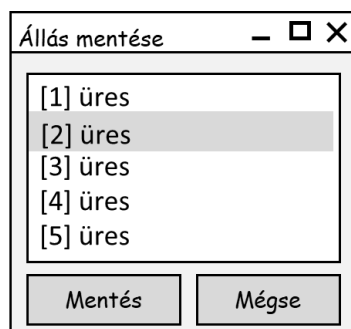 Állás mentése
[1] üres
[2] üres
[3] üres
[4] üres
[5] üres
Mentés Mégse